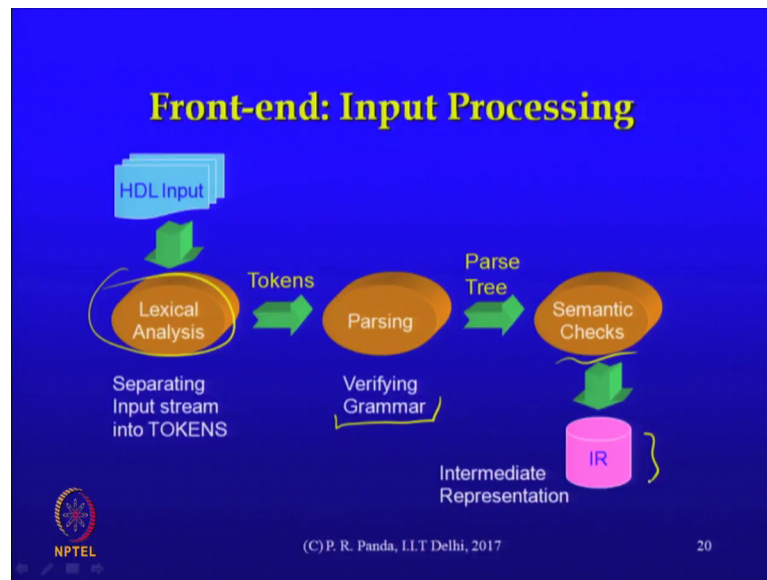 Front-end: Input Processing
HDL Input
Lexical
Analysis
Tokens
Parsing
Parse
Tree
Semantic
Checks
Separating
Input stream
into TOKENS
Verifying
Grammar
IR
Intermediate
Representation
NPTEL
(C) P. R. Panda, I.I.T Delhi, 2017
20